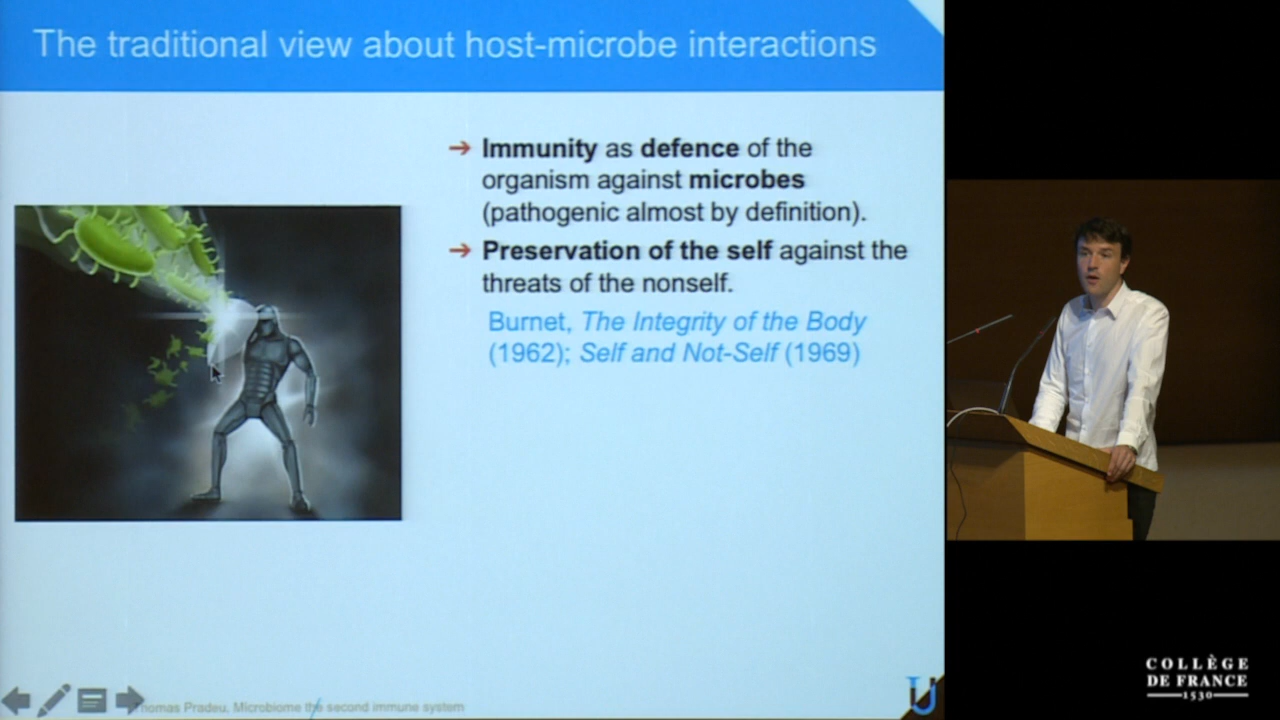 The traditional view about host-microbe interactions
→ Immunity as defence of the
organism against microbes
(pathogenic almost by definition).
→ Preservation of the self against the
threats of the nonself.
Burnet, The Integrity of the Body
(1962); Self and Not-Self (1969)
Thomas Pradeu, Microbiome the second immune system
U
COLLÈGE
DE FRANCE
1530